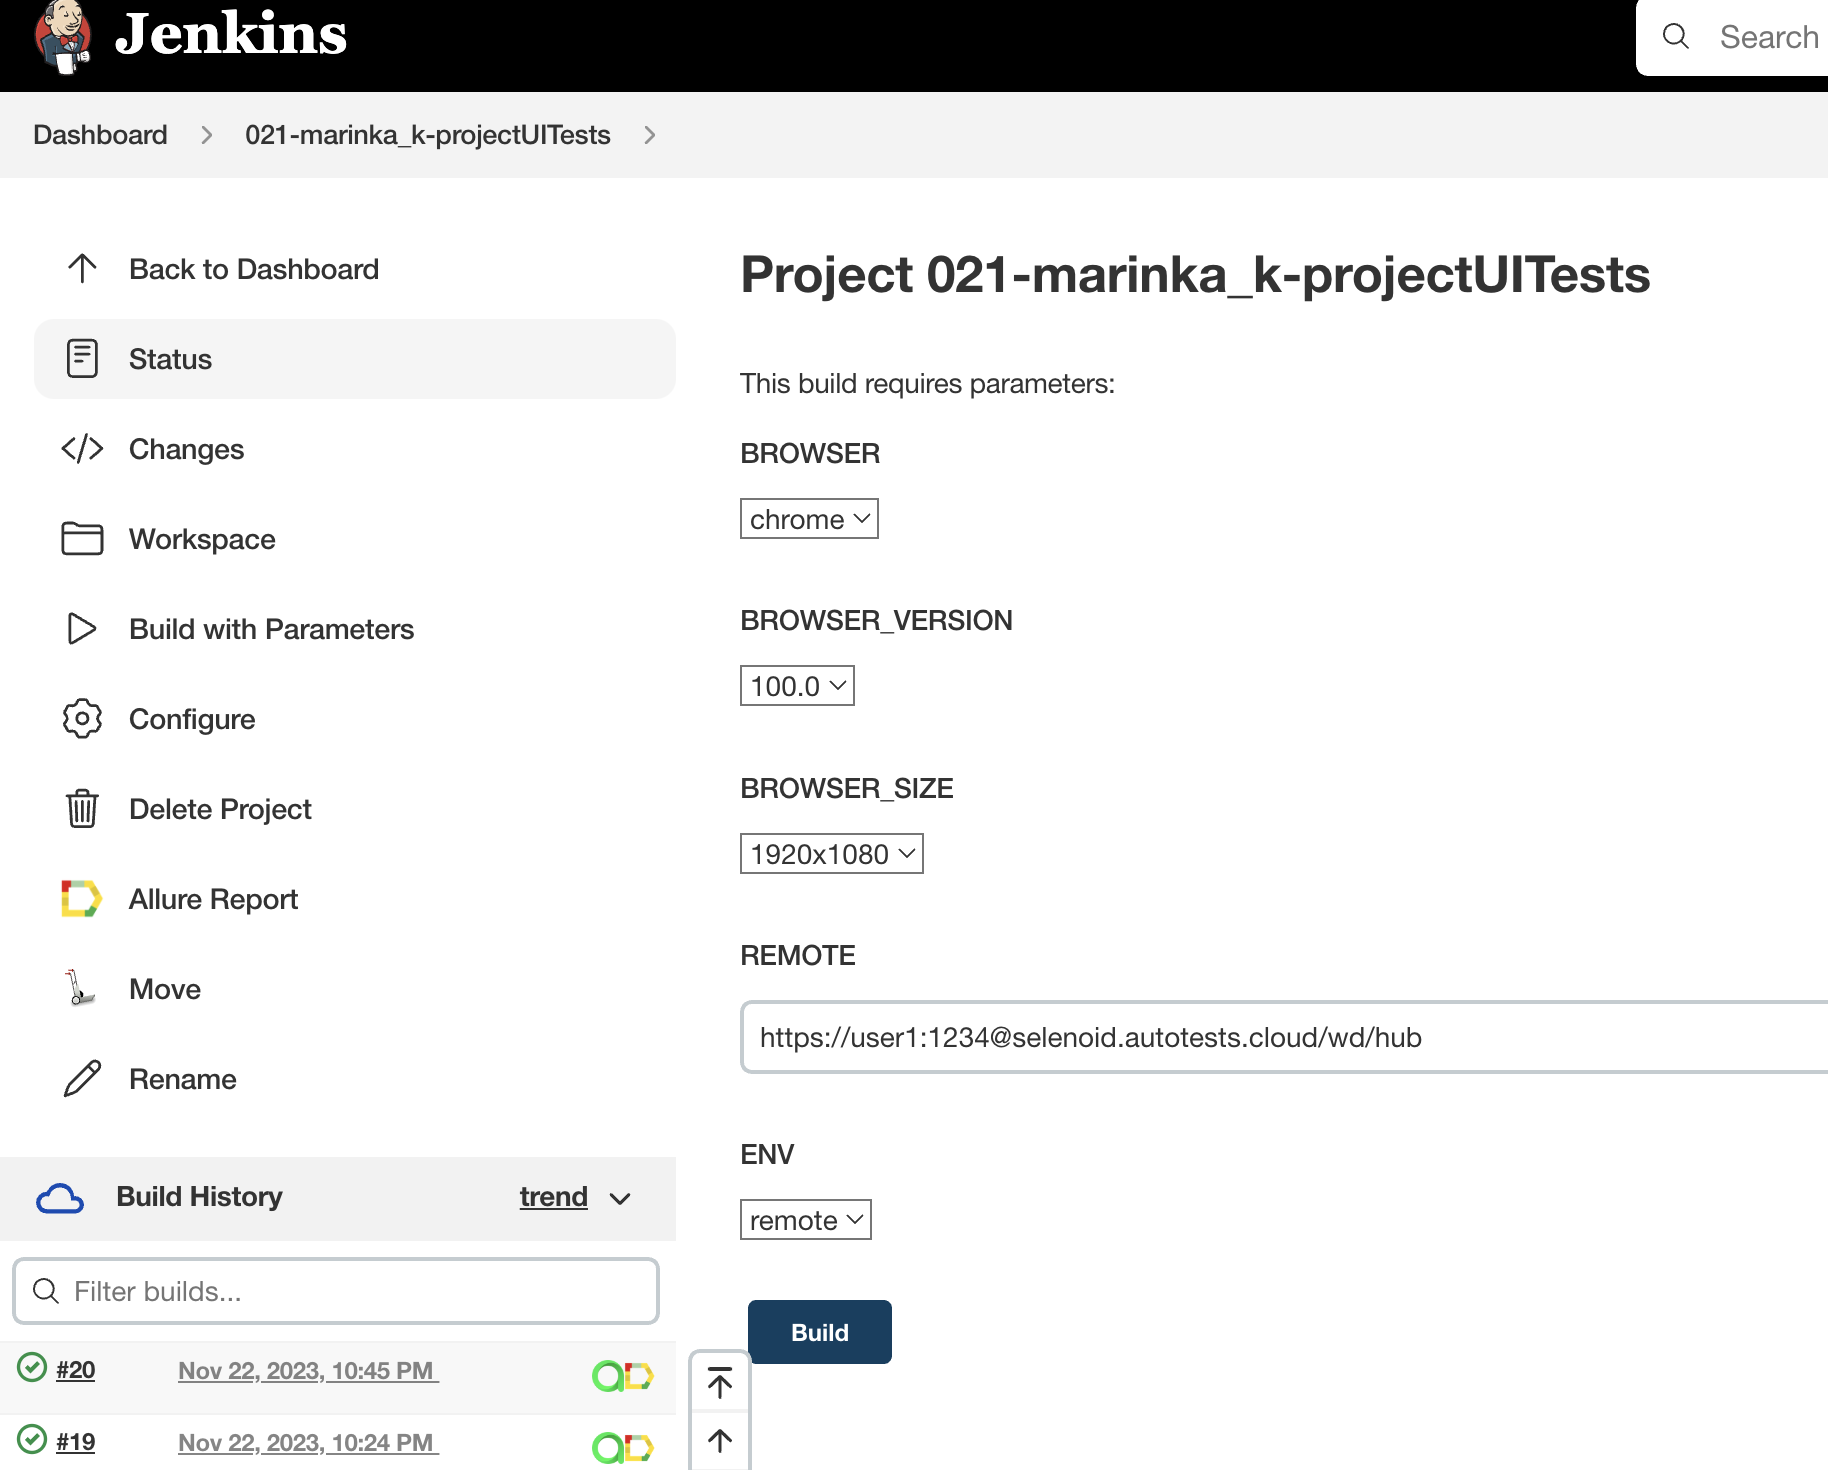 Jenkins
Search
Dashboard
021-marinka_k-projectUITests
Back to Dashboard
Status
Changes
Workspace
Build with Parameters
Configure
Delete Project
Allure Report
Move
Rename
Build History
trend
Filter builds...
#20
Nov 22, 2023, 10:45 PM
#19
Nov 22, 2023, 10:24 PM
Project 021-marinka_k-projectUITests
This build requires parameters:
BROWSER
chrome
BROWSER_VERSION
100.0
BROWSER_SIZE
1920x1080
REMOTE
https://user1:1234@selenoid.autotests.cloud/wd/hub
ENV
remote
Build